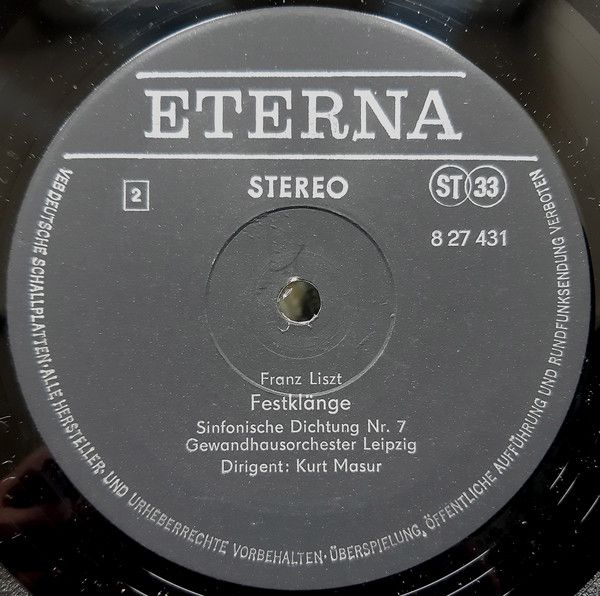 ETERNA
2
STEREO
ST 33
8 27 431
Franz Liszt
Festklänge
Sinfonische Dichtung Nr. 7
Gewandhausorchester Leipzig
Dirigent: Kurt Masur
VEB DEUTSCHE SCHALLPLATTEN · ALLE HERSTELLER- UND URHEBERRECHTE VORBEHALTEN · ÜBERSPIELUNG, ÖFFENTLICHE AUFFÜHRUNG UND RUNDFUNKSENDUNG VERBOTEN